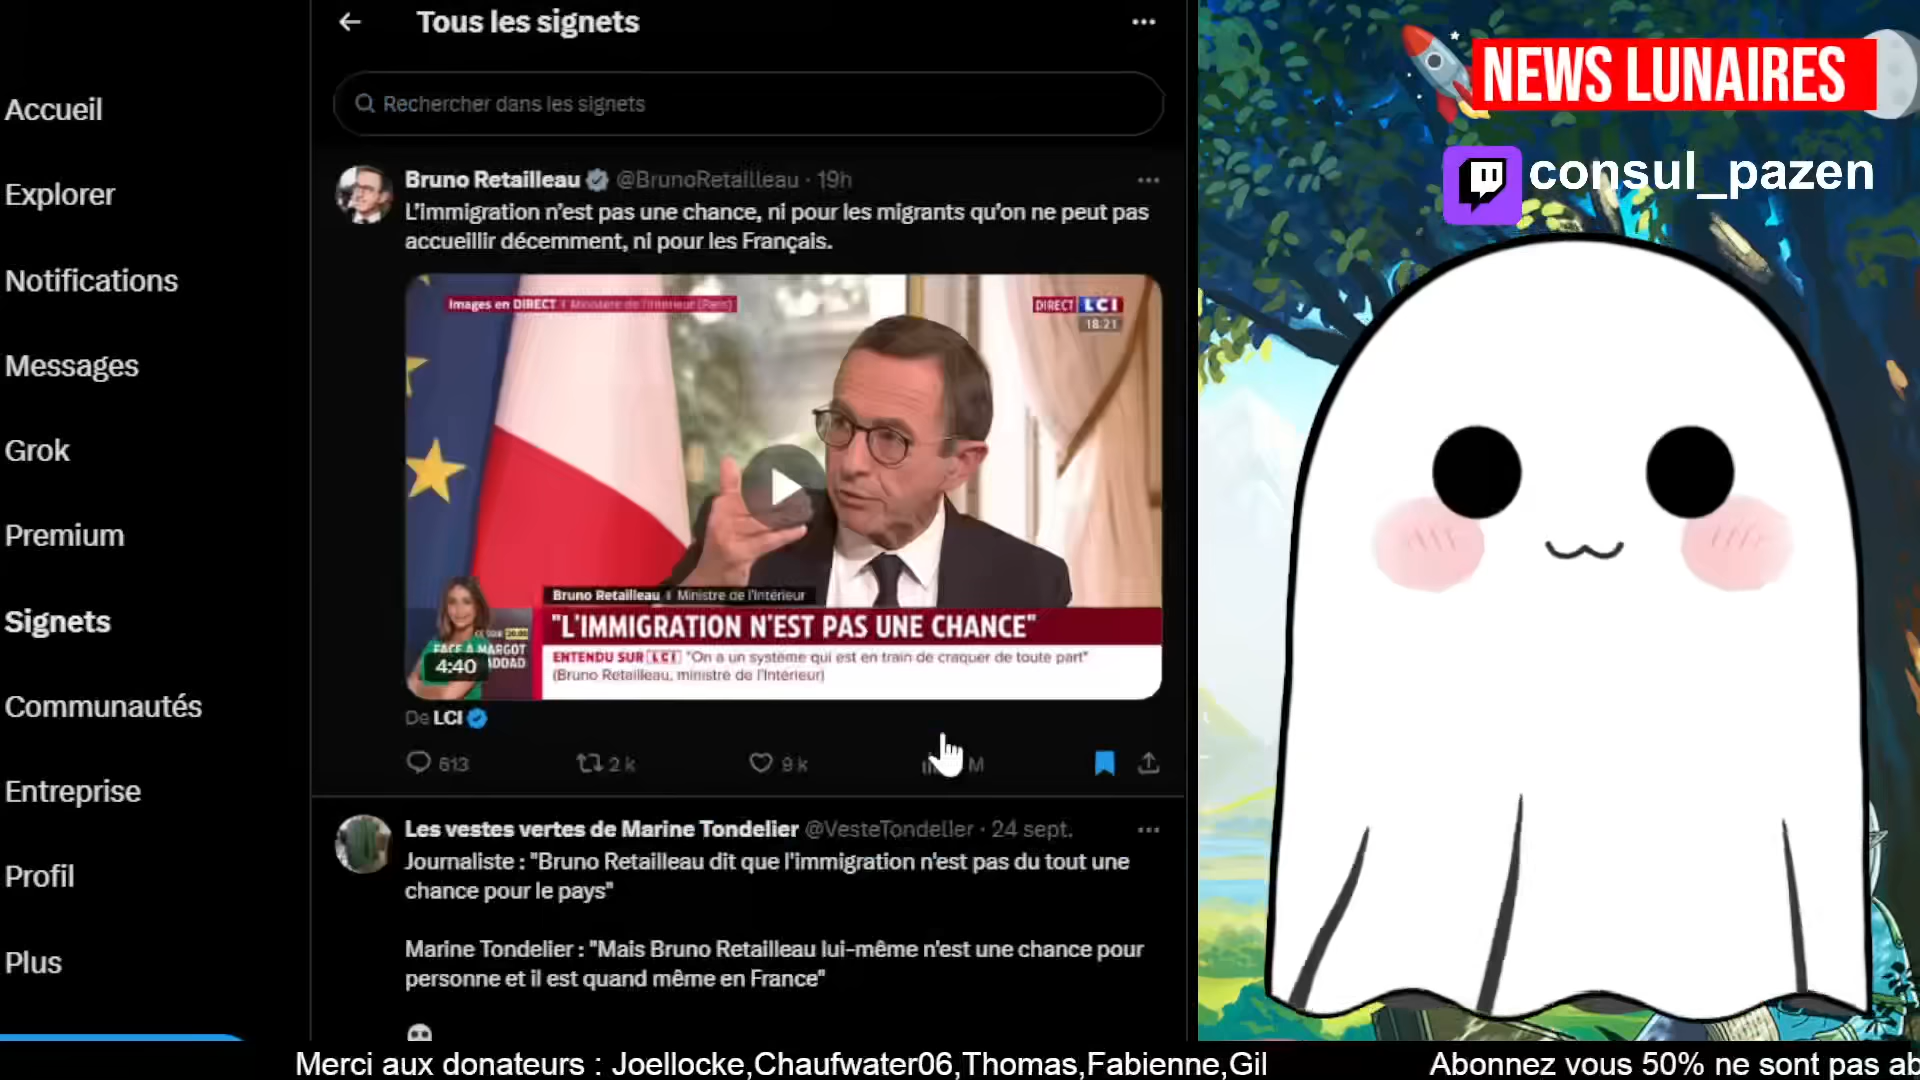 Tous les signets
Rechercher dans les signets
Accueil
Explorer
Notifications
Messages
Grok
Premium
Signets
Communautés
Entreprise
Profil
Plus
Bruno Retailleau @BrunoRetailleau · 19h
L'immigration n'est pas une chance, ni pour les migrants qu'on ne peut pas
accueillir décemment, ni pour les Français.
Images en DIRECT | Ministère de l'Intérieur (Paris)
DIRECT LCI
18:21
Bruno Retailleau | Ministre de l'Intérieur
"L'IMMIGRATION N'EST PAS UNE CHANCE"
ENTENDU SUR LCI "On a un système qui est en train de craquer de toute part"
(Bruno Retailleau, ministre de l'Intérieur)
CE SOIR 20:00
FACE À MARGOT
4:40 DDAD
De LCI
613 2 k 9 k M
Les vestes vertes de Marine Tondelier @VesteTondelier · 24 sept.
Journaliste : "Bruno Retailleau dit que l'immigration n'est pas du tout une
chance pour le pays"
Marine Tondelier : "Mais Bruno Retailleau lui-même n'est une chance pour
personne et il est quand même en France"
NEWS LUNAIRES
consul_pazen
Merci aux donateurs : Joellocke,Chaufwater06,Thomas,Fabienne,Gil
Abonnez vous 50% ne sont pas ab